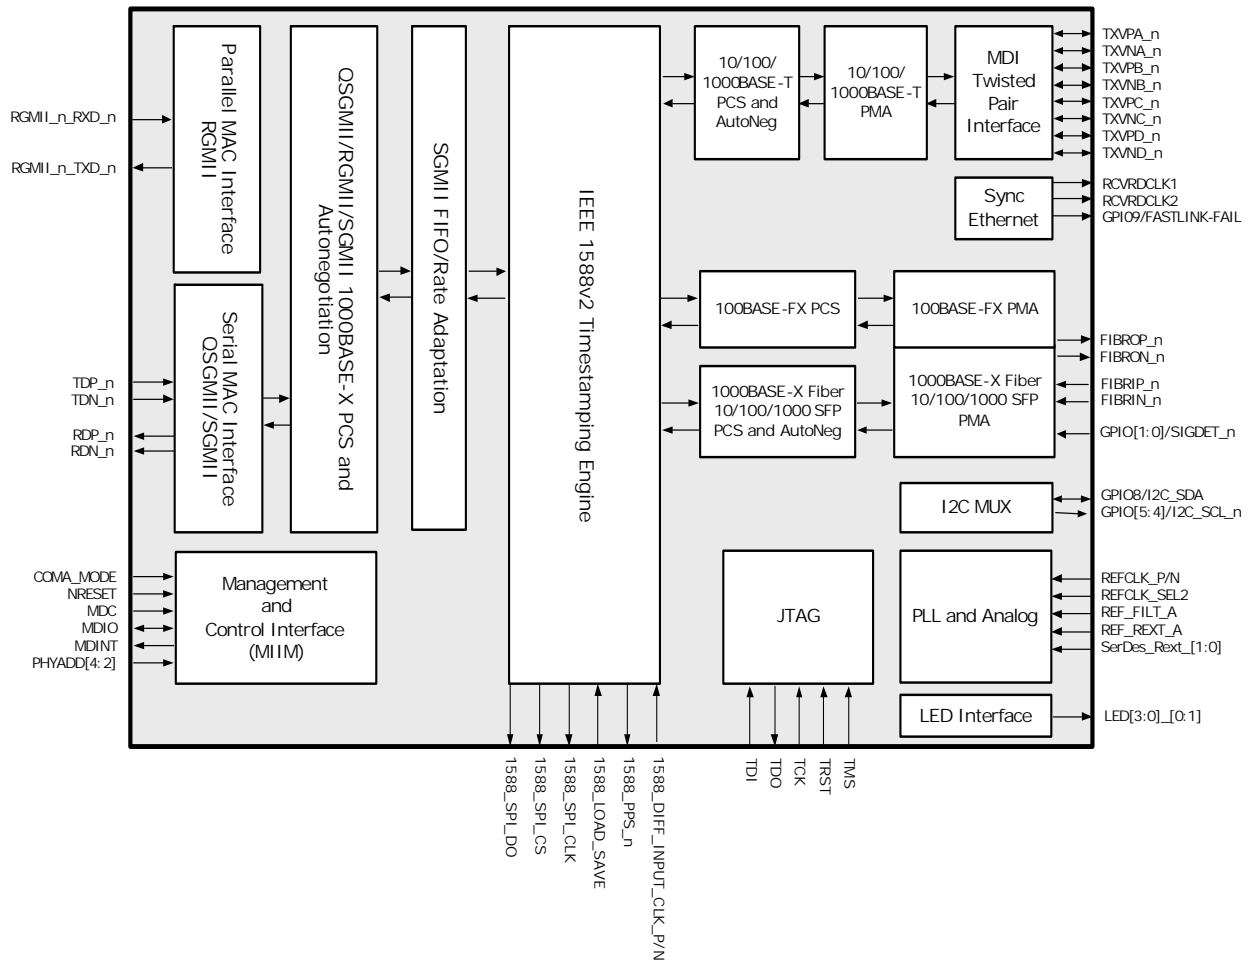 RGMII_n_RXD_n
RGMII_n_TXD_n
TDP_n
TDN_n
RDP_n
RDN_n
COMA_MODE
NRESET
MDC
MDIO
MDINT
PHYADD[4:2]
Parallel MAC Interface
RGMII
Serial MAC Interface
QSGMII/SGMII
Management
and
Control Interface
(MIIM)
QSGMII/RGMII/SGMII 1000BASE-X PCS and
Autonegotiation
SGMII FIFO/Rate Adaptation
IEEE 1588v2 Timestamping Engine
10/100/
1000BASE-T
PCS and
AutoNeg
10/100/
1000BASE-T
PMA
MDI
Twisted
Pair
Interface
TXVPA_n
TXVNA_n
TXVPB_n
TXVNB_n
TXVPC_n
TXVNC_n
TXVPD_n
TXVND_n
Sync
Ethernet
RCVRDCLK1
RCVRDCLK2
GPIO9/FASTLINK-FAIL
100BASE-FX PCS
100BASE-FX PMA
1000BASE-X Fiber
10/100/1000 SFP
PCS and AutoNeg
1000BASE-X Fiber
10/100/1000 SFP
PMA
FIBROP_n
FIBRON_n
FIBRIP_n
FIBRIN_n
GPIO[1:0]/SIGDET_n
I2C MUX
GPIO8/I2C_SDA
GPIO[5:4]/I2C_SCL_n
JTAG
PLL and Analog
REFCLK_P/N
REFCLK_SEL2
REF_FILT_A
REF_REXT_A
SerDes_Rext_[1:0]
LED Interface
LED[3:0]_[0:1]
1588_SPI_DO
1588_SPI_CS
1588_SPI_CLK
1588_LOAD_SAVE
1588_PPS_n
1588_DIFF_INPUT_CLK_P/N
TDI
TDO
TCK
TRST
TMS